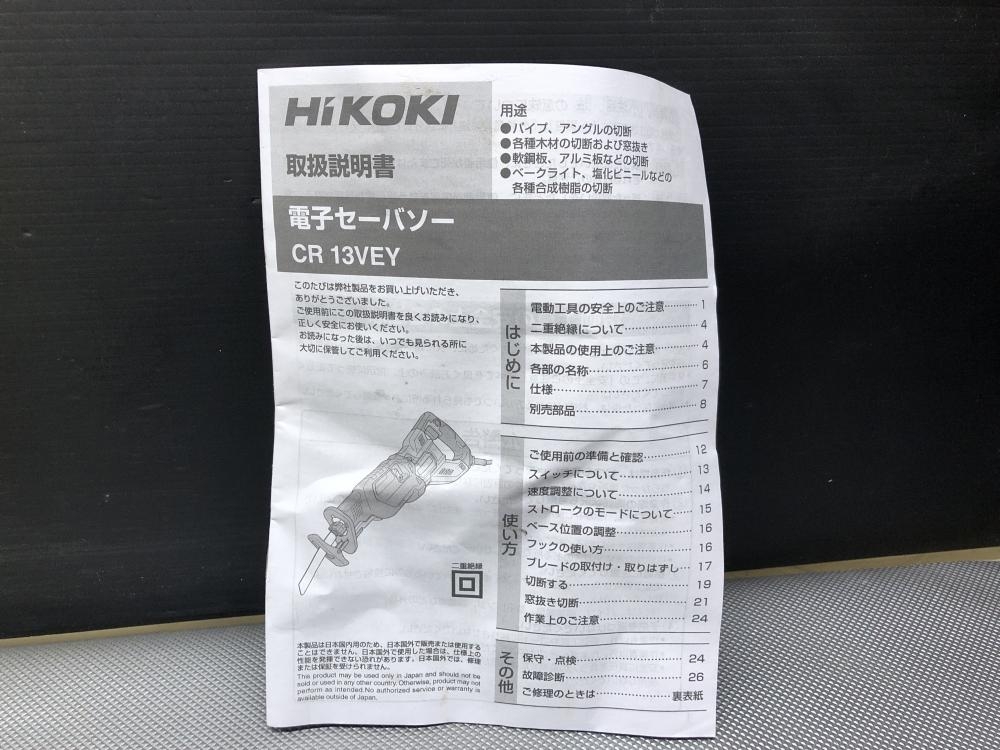 HiKOKI
取扱説明書
用途
●パイプ、アングルの切断
●各種木材の切断および窓抜き
●軟鋼板、アルミ板などの切断
●ベークライト、塩化ビニールなどの
各種合成樹脂の切断
電子セーバソー
CR 13VEY
このたびは弊社製品をお買い上げいただき、
ありがとうございました。
ご使用前にこの取扱説明書を良くお読みになり、
正しく安全にお使いください。
お読みになった後は、いつでも見られる所に
大切に保管してご利用ください。
二重絶縁
本製品は日本国内用のため、日本国外で販売または使用する
ことはできません。日本国外で使用した場合は、仕様上の
性能を発揮できない恐れがあります。日本国外では、修理
または保証を受けられません。
This product may be used only in Japan and should not be
sold or used in any other country. Otherwise, product may not
perform as intended. No authorized service or warranty is
available outside of Japan.
はじめに
電動工具の安全上のご注意………1
二重絶縁について………4
本製品の使用上のご注意………4
各部の名称………6
仕様………7
別売部品………8
使い方
ご使用前の準備と確認………12
スイッチについて………13
速度調整について………14
ストロークのモードについて……15
ベース位置の調整………16
フックの使い方………16
ブレードの取付け・取りはずし…17
切断する………19
窓抜き切断………21
作業上のご注意………24
その他
保守・点検………24
故障診断………26
ご修理のときは………裏表紙